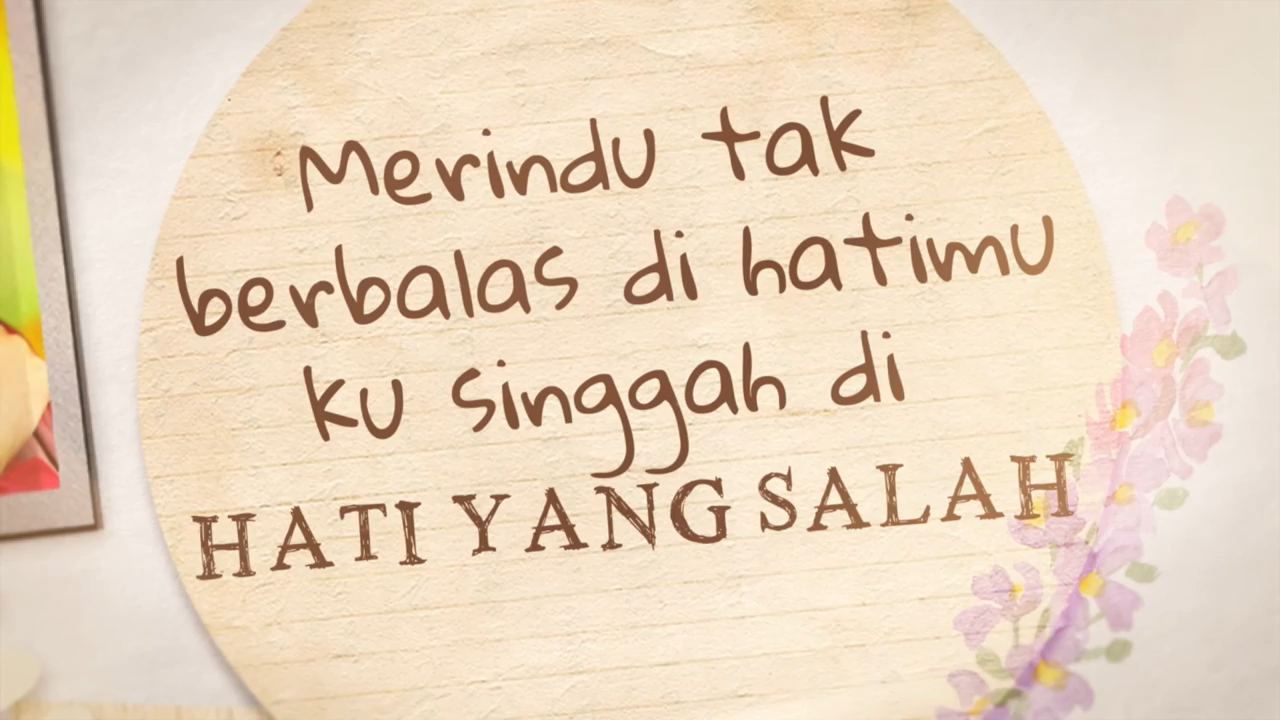 Merindu tak
berbalas di hatimu
ku singgah di
HATI YANG SALAH